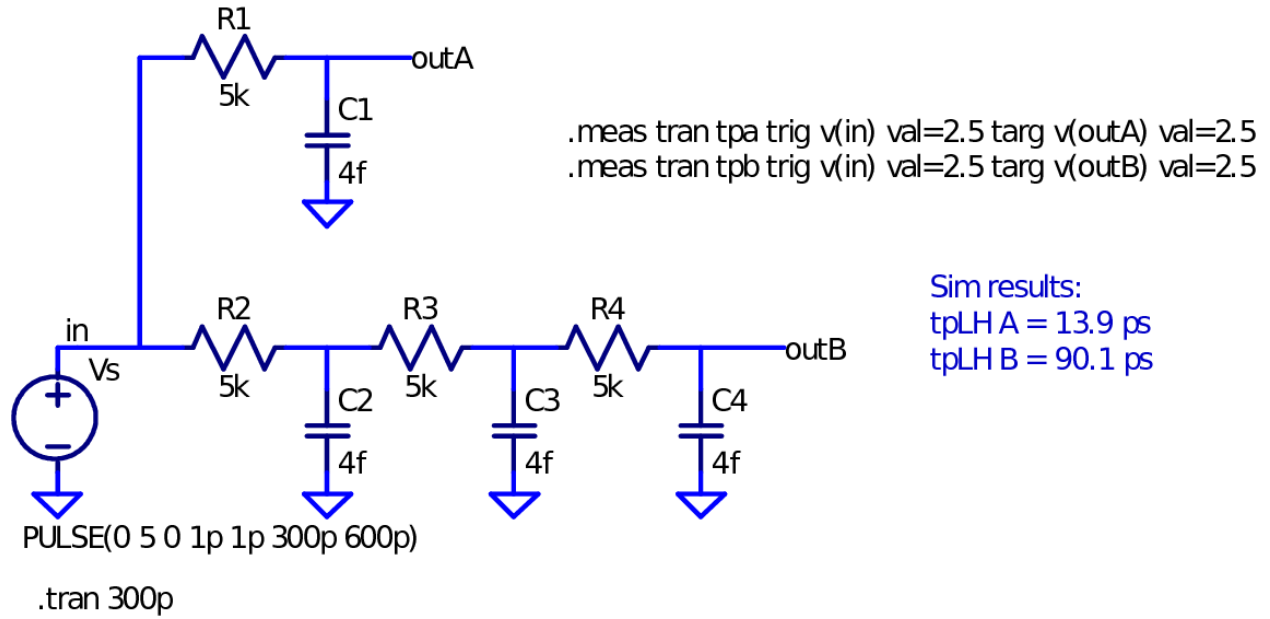 R1
outA
5k
C1
4f
.meas tran tpa trig v(in) val=2.5 targ v(outA) val=2.5
.meas tran tpb trig v(in) val=2.5 targ v(outB) val=2.5
Sim results:
tpLH A = 13.9 ps
tpLH B = 90.1 ps
in
Vs
R2
5k
C2
4f
R3
5k
C3
4f
R4
5k
C4
4f
outB
PULSE(0 5 0 1p 1p 300p 600p)
.tran 300p